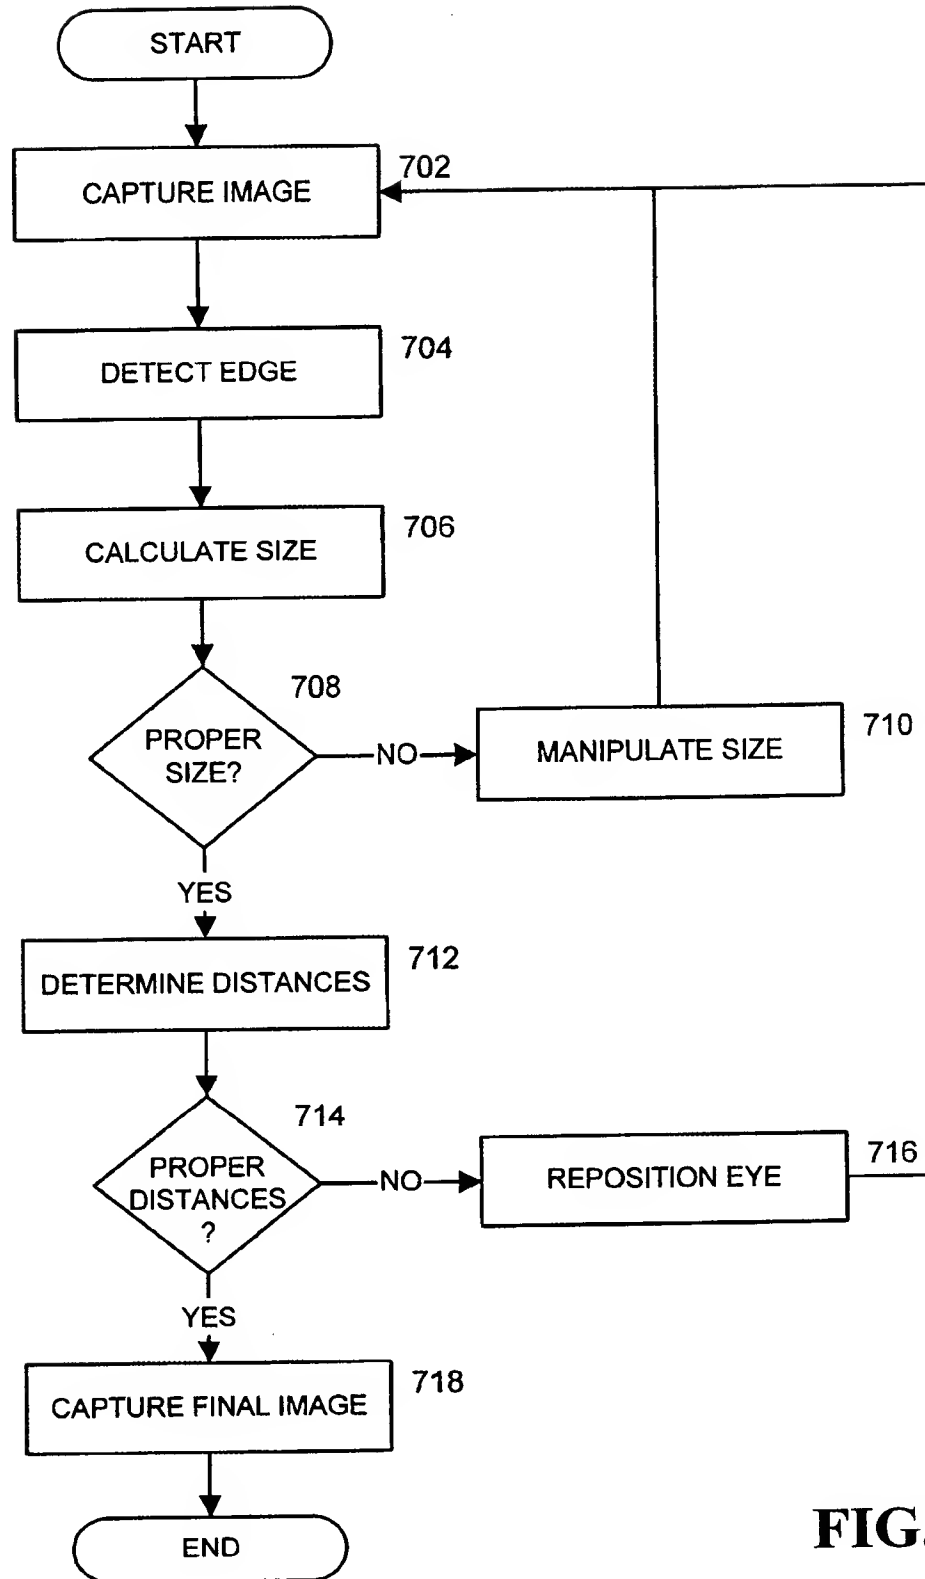 START
702
CAPTURE IMAGE
704
DETECT EDGE
706
CALCULATE SIZE
708
PROPER
SIZE?
NO
710
MANIPULATE SIZE
YES
712
DETERMINE DISTANCES
714
PROPER
DISTANCES
?
NO
716
REPOSITION EYE
YES
718
CAPTURE FINAL IMAGE
END
FIG.